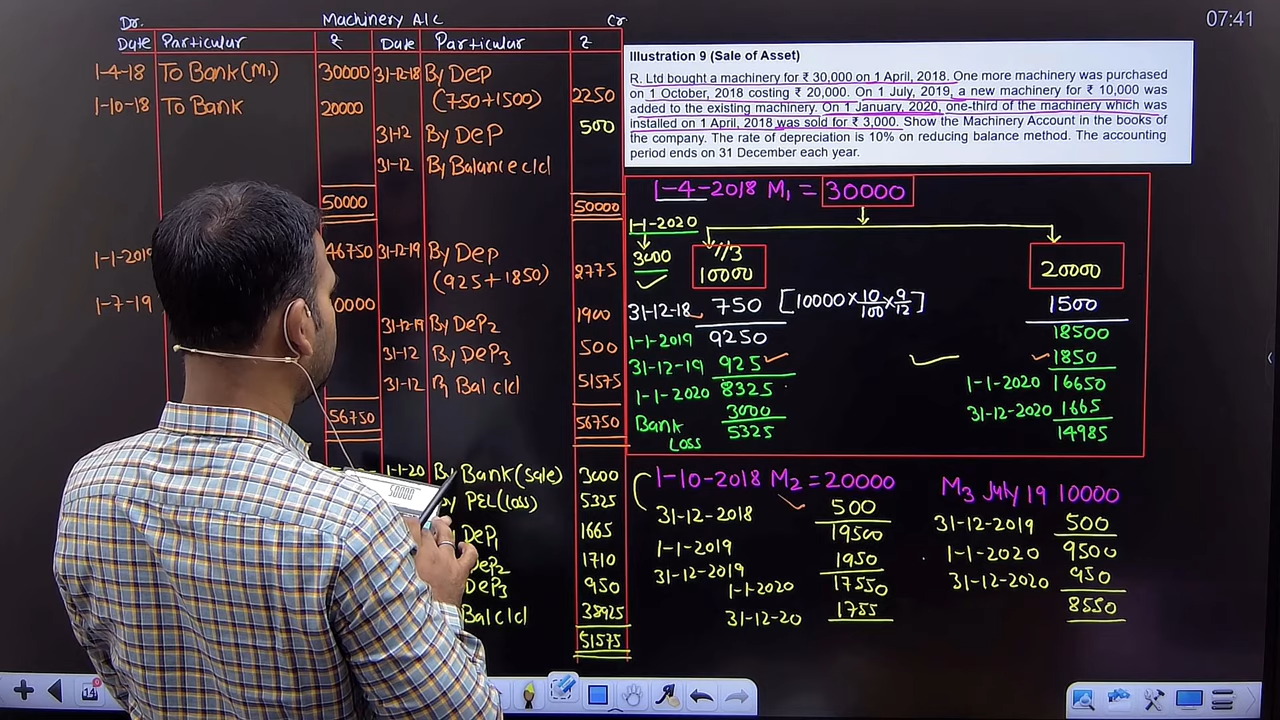 07:41
Dr. Machinery A/c Cr.
Date Particular ₹ Date Particular ₹
1-4-18 To Bank (M₁) 30000 31-12-18 By Dep
(750+1500) 2250
1-10-18 To Bank 20000
31-12 By Dep 500
31-12 By Balance c/d
50000 50000
1-1-2019 46750 31-12-19 By Dep
(925+1850) 2775
1-7-19 0000
31-12-19 By Dep2 1900
31-12 By Dep3 500
31-12 By Bal c/d 51575
56750 56750
1-1-20 By Bank (sale) 3000
By P&L (loss) 5325
Dep1 1665
Dep2 1710
Dep3 950
Bal c/d 38925
51575
50000
Illustration 9 (Sale of Asset)
R. Ltd bought a machinery for ₹ 30,000 on 1 April, 2018. One more machinery was purchased
on 1 October, 2018 costing ₹ 20,000. On 1 July, 2019, a new machinery for ₹ 10,000 was
added to the existing machinery. On 1 January, 2020, one-third of the machinery which was
installed on 1 April, 2018 was sold for ₹ 3,000. Show the Machinery Account in the books of
the company. The rate of depreciation is 10% on reducing balance method. The accounting
period ends on 31 December each year.
1-4-2018 M₁ = 30000
1-1-2020
3000
1/3
10000
20000
31-12-18 750 [10000×10/100×9/12] 1500
1-1-2019 9250 18500
31-12-19 925 1850
1-1-2020 8325 1-1-2020 16650
Bank 3000 31-12-2020 1665
Loss 5325 14985
1-10-2018 M2 = 20000
31-12-2018 500
19500
1-1-2019
31-12-2019 1950
1-1-2020 17550
31-12-20 1755
M3 July 19 10000
31-12-2019 500
1-1-2020 9500
31-12-2020 950
8550
14